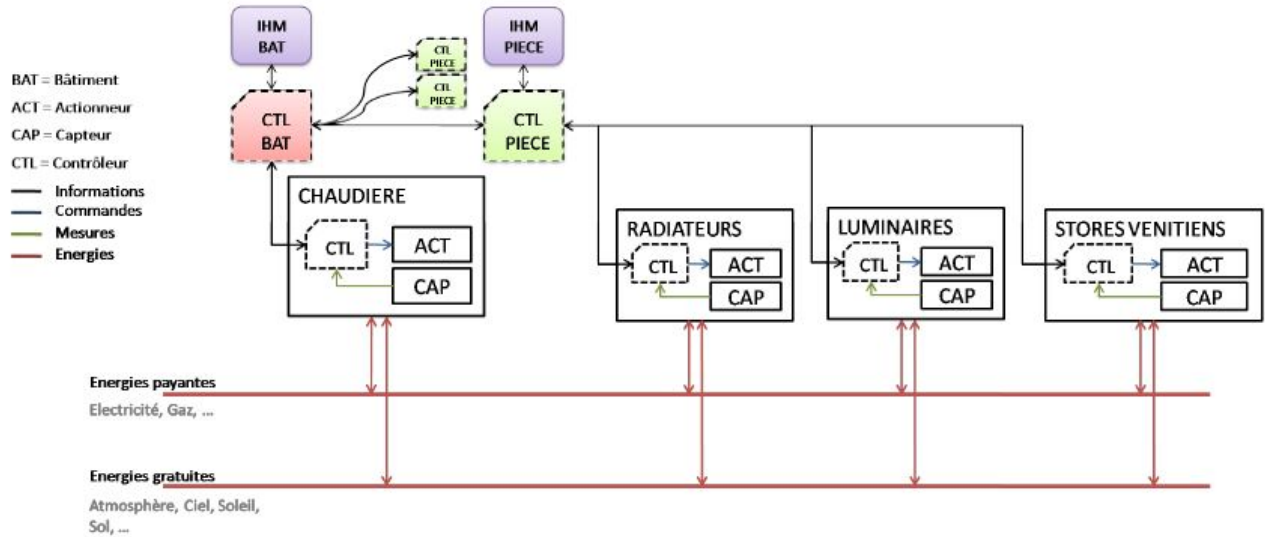 IHM
BAT
IHM
PIECE
CTL
PIECE
CTL
PIECE
BAT = Bâtiment
ACT = Actionneur
CAP = Capteur
CTL = Contrôleur
Informations
Commandes
Mesures
Energies
CTL
BAT
CTL
PIECE
CHAUDIERE
CTL
ACT
CAP
RADIATEURS
CTL
ACT
CAP
LUMINAIRES
CTL
ACT
CAP
STORES VENITIENS
CTL
ACT
CAP
Energies payantes
Electricité, Gaz, ...
Energies gratuites
Atmosphère, Ciel, Soleil,
Sol, ...